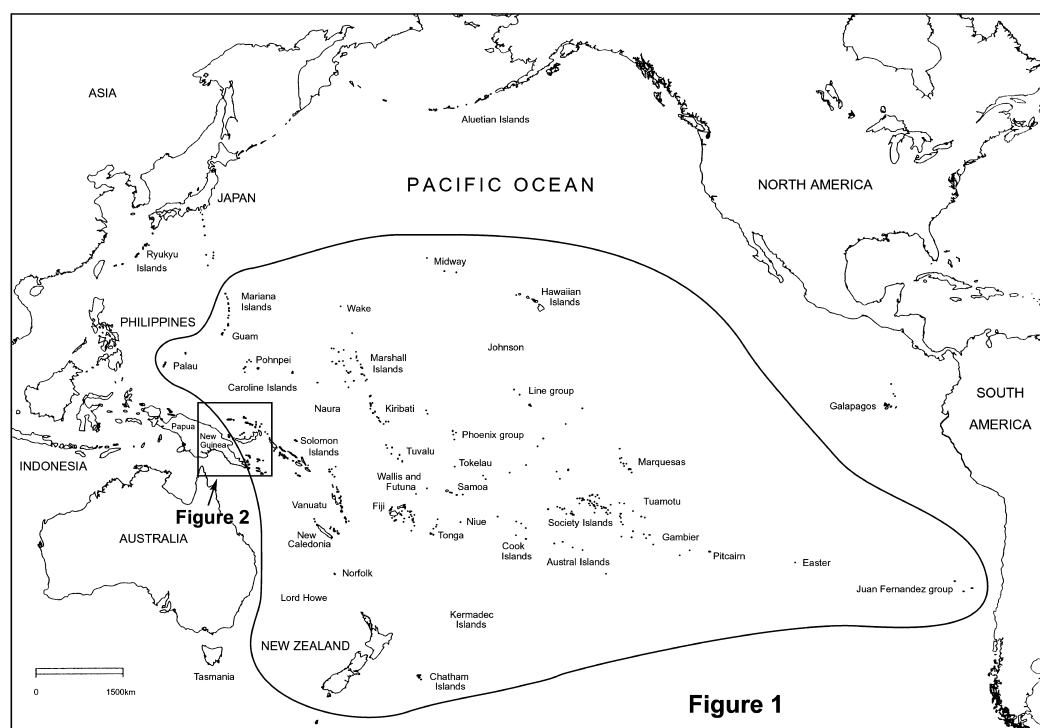 ASIA
Aluetian Islands
PACIFIC OCEAN
NORTH AMERICA
JAPAN
Ryukyu
Islands
Midway
Mariana
Islands
Hawaiian
Islands
Wake
PHILIPPINES
Guam
Johnson
Palau
Pohnpei
Marshall
Islands
Caroline Islands
Line group
SOUTH
AMERICA
Galapagos
Naura
Kiribati
Papua
New
Guinea
Solomon
Islands
Phoenix group
Tuvalu
INDONESIA
Tokelau
Marquesas
Wallis and
Futuna
Samoa
Vanuatu
Fiji
Tuamotu
Figure 2
Society Islands
Niue
AUSTRALIA
New
Caledonia
Tonga
Gambier
Cook
Islands
Pitcairn
Austral Islands
Easter
Norfolk
Juan Fernandez group
Lord Howe
Kermadec
Islands
NEW ZEALAND
Tasmania
Chatham
Islands
0 1500km
Figure 1